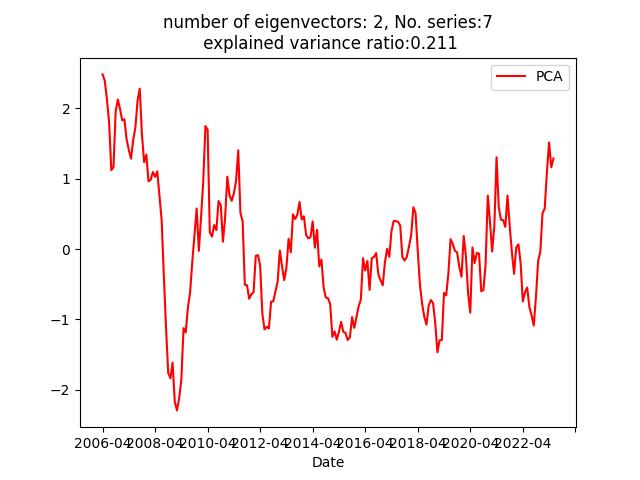 number of eigenvectors: 2, No. series:7
explained variance ratio:0.211
PCA
2
1
0
−1
−2
2006-04 2008-04 2010-04 2012-04 2014-04 2016-04 2018-04 2020-04 2022-04
Date